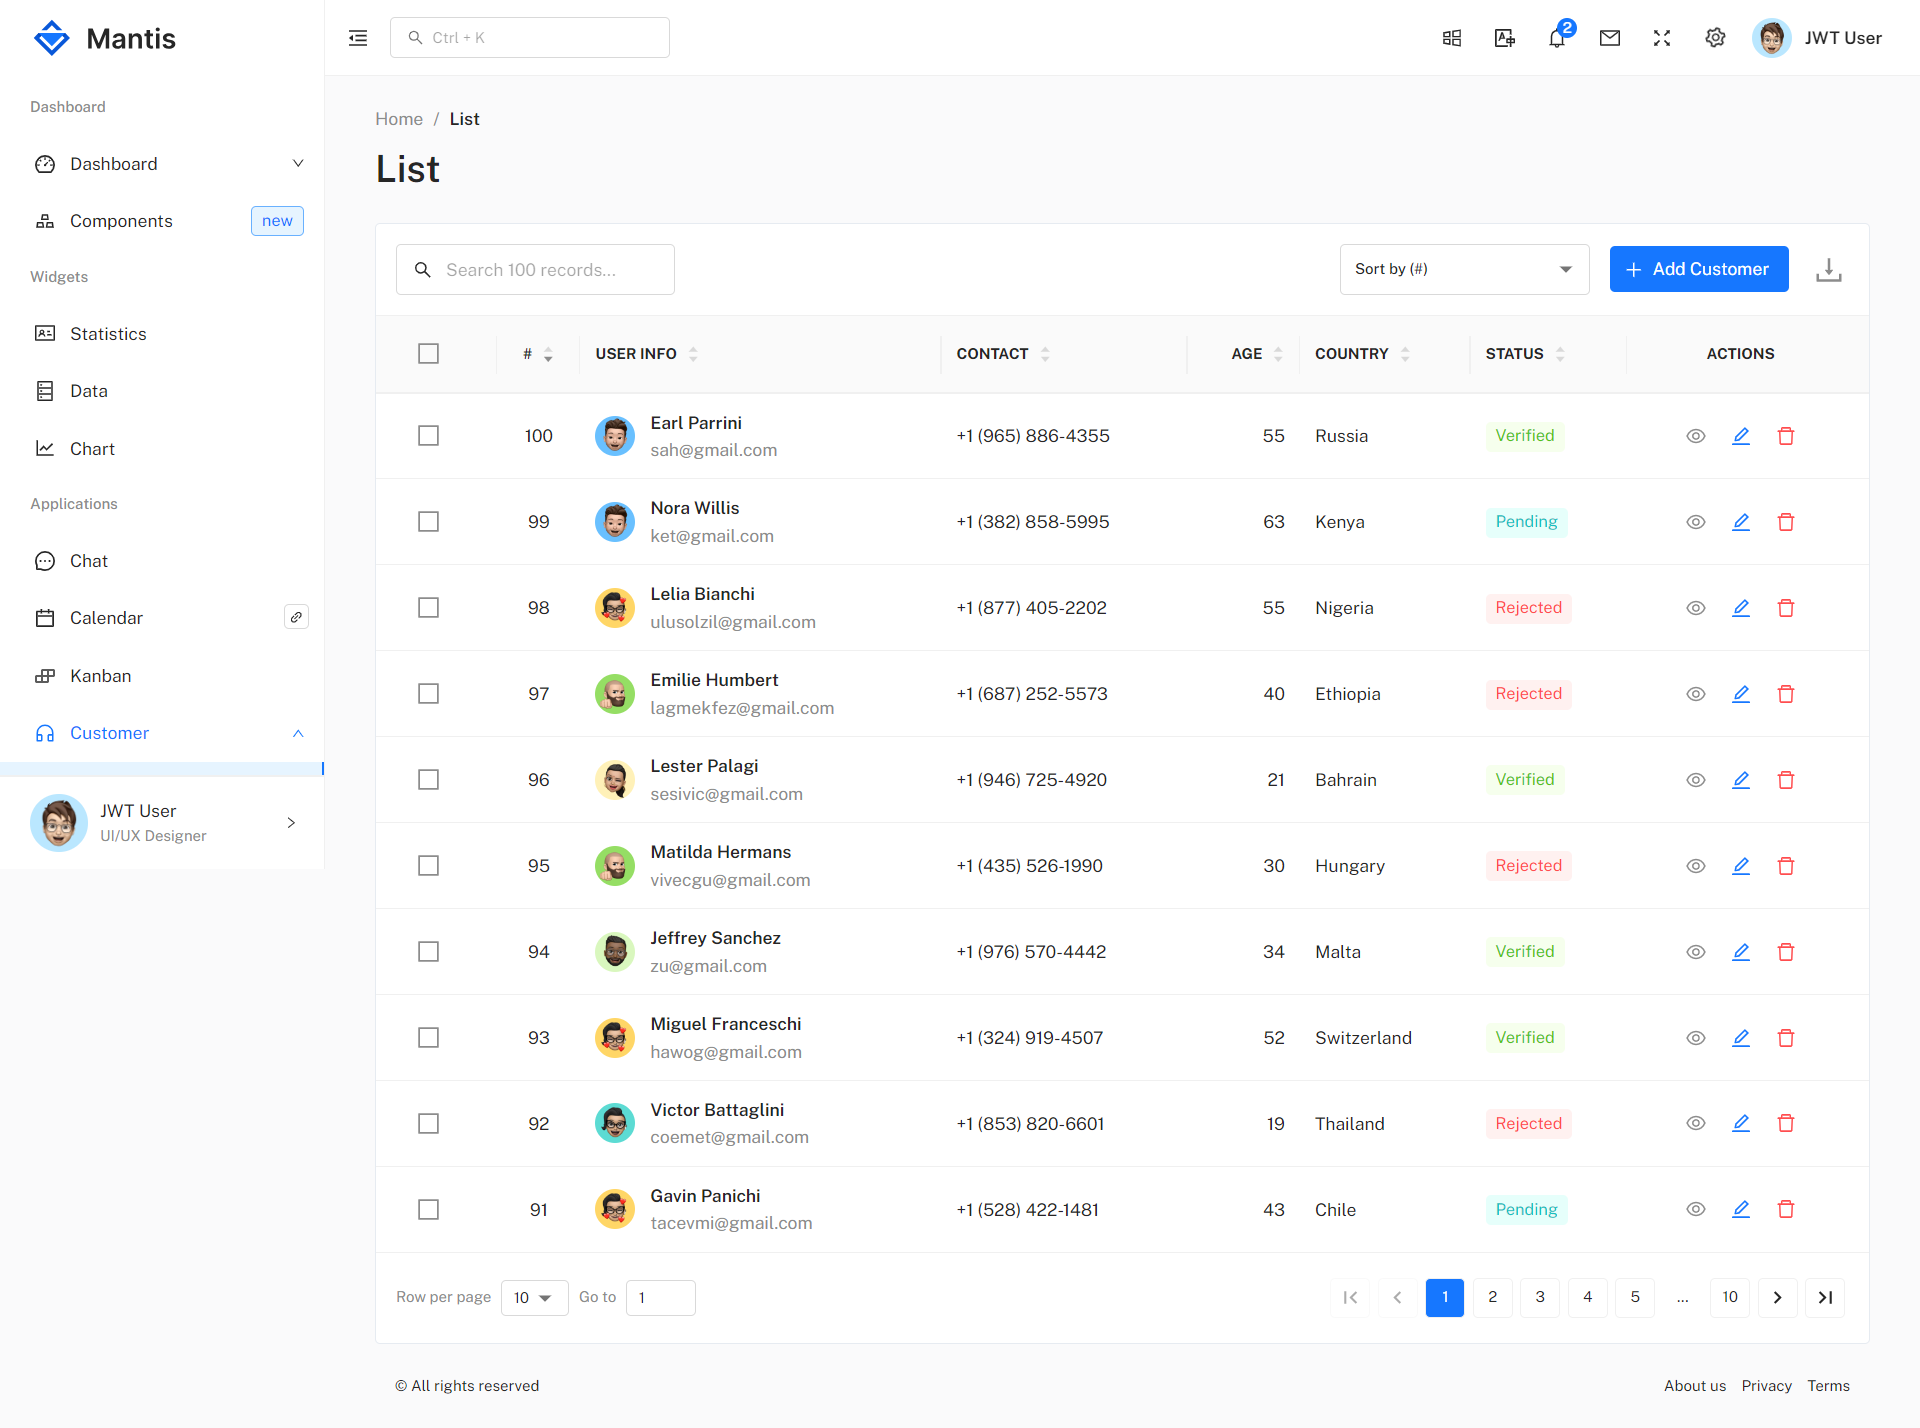 Mantis
Dashboard
Dashboard
Components new
Widgets
Statistics
Data
Chart
Applications
Chat
Calendar
Kanban
Customer
JWT User
UI/UX Designer
Ctrl + K
2
JWT User
Home / List
List
Search 100 records...
Sort by (#)
Add Customer
# USER INFO CONTACT AGE COUNTRY STATUS ACTIONS
100 Earl Parrini +1 (965) 886-4355 55 Russia Verified
sah@gmail.com
99 Nora Willis +1 (382) 858-5995 63 Kenya Pending
ket@gmail.com
98 Lelia Bianchi +1 (877) 405-2202 55 Nigeria Rejected
ulusolzil@gmail.com
97 Emilie Humbert +1 (687) 252-5573 40 Ethiopia Rejected
lagmekfez@gmail.com
96 Lester Palagi +1 (946) 725-4920 21 Bahrain Verified
sesivic@gmail.com
95 Matilda Hermans +1 (435) 526-1990 30 Hungary Rejected
vivecgu@gmail.com
94 Jeffrey Sanchez +1 (976) 570-4442 34 Malta Verified
zu@gmail.com
93 Miguel Franceschi +1 (324) 919-4507 52 Switzerland Verified
hawog@gmail.com
92 Victor Battaglini +1 (853) 820-6601 19 Thailand Rejected
coemet@gmail.com
91 Gavin Panichi +1 (528) 422-1481 43 Chile Pending
tacevmi@gmail.com
Row per page 10 Go to 1
1 2 3 4 5 ... 10
© All rights reserved
About us Privacy Terms